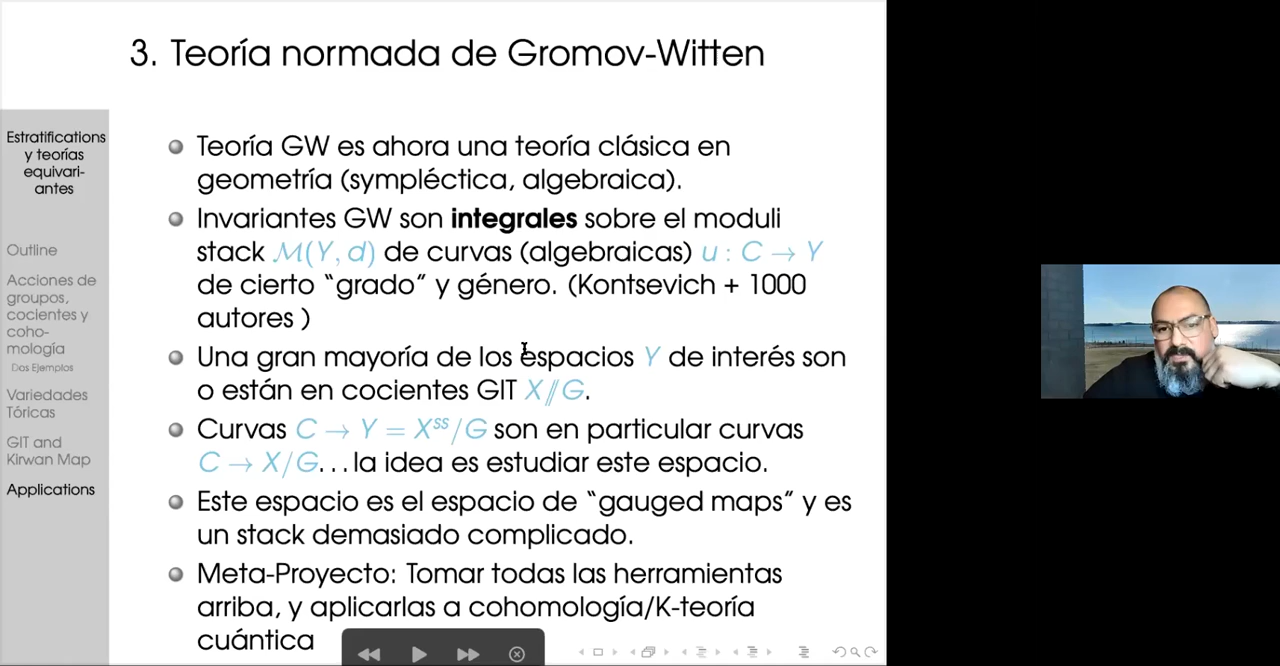 3. Teoría normada de Gromov-Witten
Estratifications
y teorías
equivari-
antes
Outline
Acciones de
groupos,
cocientes y
coho-
mología
Dos Ejemplos
Variedades
Tóricas
GIT and
Kirwan Map
Applications
Teoría GW es ahora una teoría clásica en
geometría (sympléctica, algebraica).
Invariantes GW son integrales sobre el moduli
stack M(Y, d) de curvas (algebraicas) u : C → Y
de cierto “grado” y género. (Kontsevich + 1000
autores )
Una gran mayoría de los espacios Y de interés son
o están en cocientes GIT X//G.
Curvas C → Y = X^ss/G son en particular curvas
C → X/G...la idea es estudiar este espacio.
Este espacio es el espacio de “gauged maps” y es
un stack demasiado complicado.
Meta-Proyecto: Tomar todas las herramientas
arriba, y aplicarlas a cohomología/K-teoría
cuántica